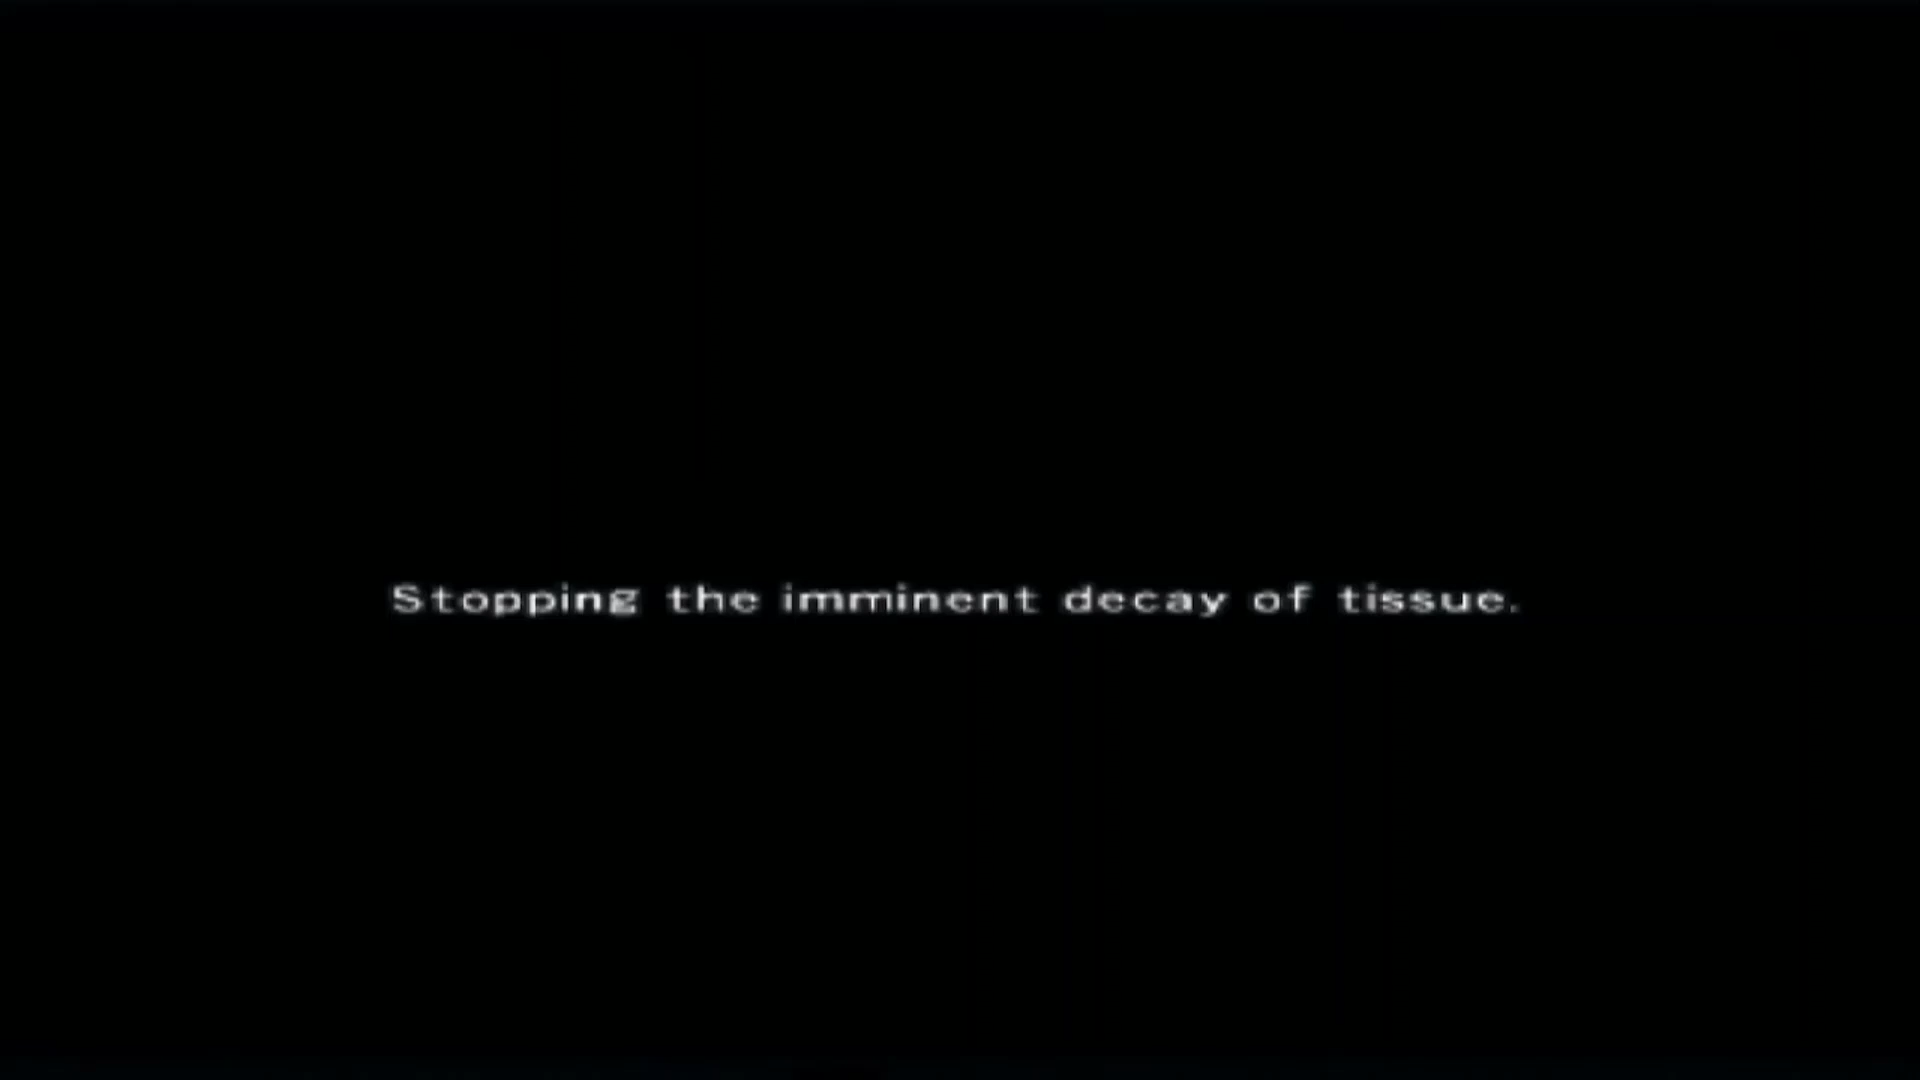 Stopping the imminent decay of tissue.